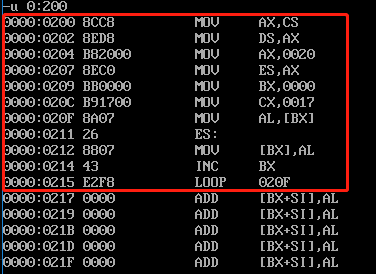 -u 0:200
0000:0200 8CC8 MOV AX,CS
0000:0202 8ED8 MOV DS,AX
0000:0204 B82000 MOV AX,0020
0000:0207 8EC0 MOV ES,AX
0000:0209 BB0000 MOV BX,0000
0000:020C B91700 MOV CX,0017
0000:020F 8A07 MOV AL,[BX]
0000:0211 26 ES:
0000:0212 8807 MOV [BX],AL
0000:0214 43 INC BX
0000:0215 E2F8 LOOP 020F
0000:0217 0000 ADD [BX+SI],AL
0000:0219 0000 ADD [BX+SI],AL
0000:021B 0000 ADD [BX+SI],AL
0000:021D 0000 ADD [BX+SI],AL
0000:021F 0000 ADD [BX+SI],AL